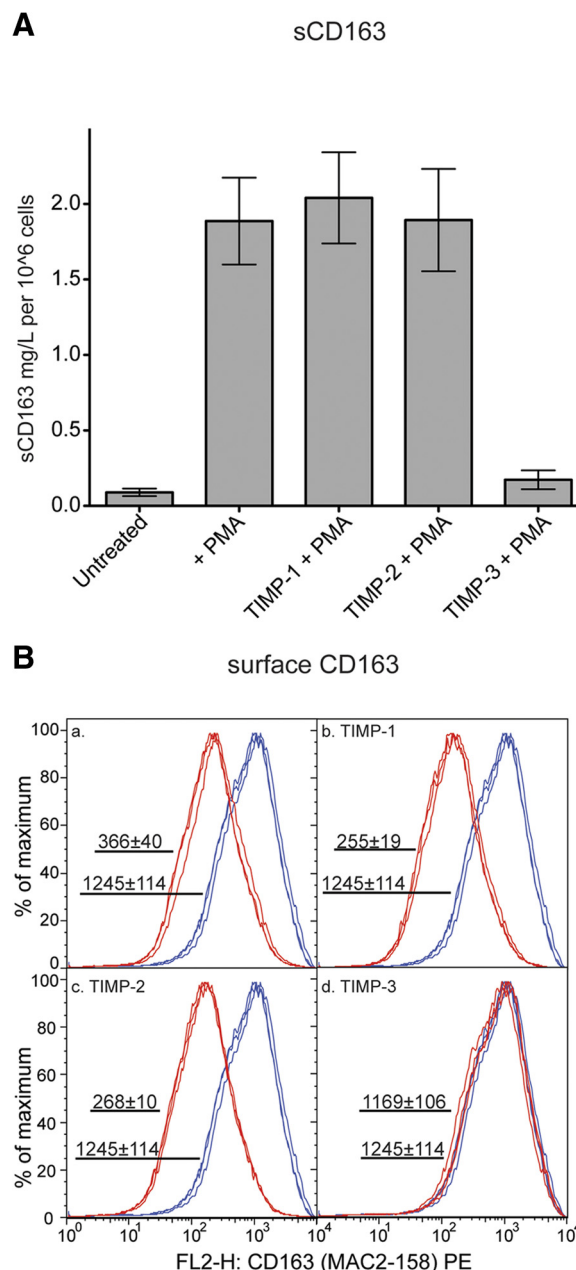 A
sCD163
sCD163 mg/L per 10^6 cells
2.0
1.5
1.0
0.5
0.0
Untreated
+ PMA
TIMP-1 + PMA
TIMP-2 + PMA
TIMP-3 + PMA
B
surface CD163
% of maximum
100
80
60
40
20
0
a.
366±40
1245±114
b. TIMP-1
255±19
1245±114
% of maximum
100
80
60
40
20
0
c. TIMP-2
268±10
1245±114
d. TIMP-3
1169±106
1245±114
10^0 10^1 10^2 10^3 10^4 10^1 10^2 10^3 10^4
FL2-H: CD163 (MAC2-158) PE